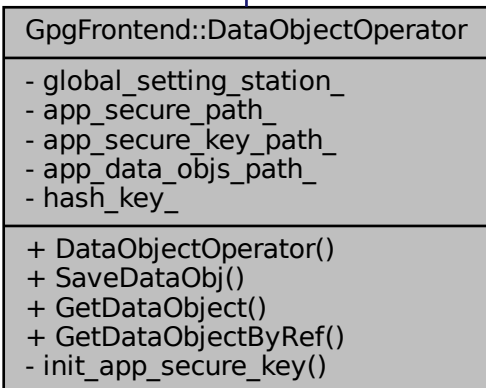 GpgFrontend::DataObjectOperator
- global_setting_station_
- app_secure_path_
- app_secure_key_path_
- app_data_objs_path_
- hash_key_
+ DataObjectOperator()
+ SaveDataObj()
+ GetDataObject()
+ GetDataObjectByRef()
- init_app_secure_key()